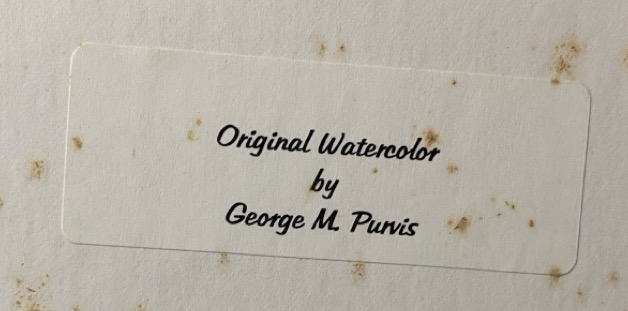 Original Watercolor
by
George M. Purvis